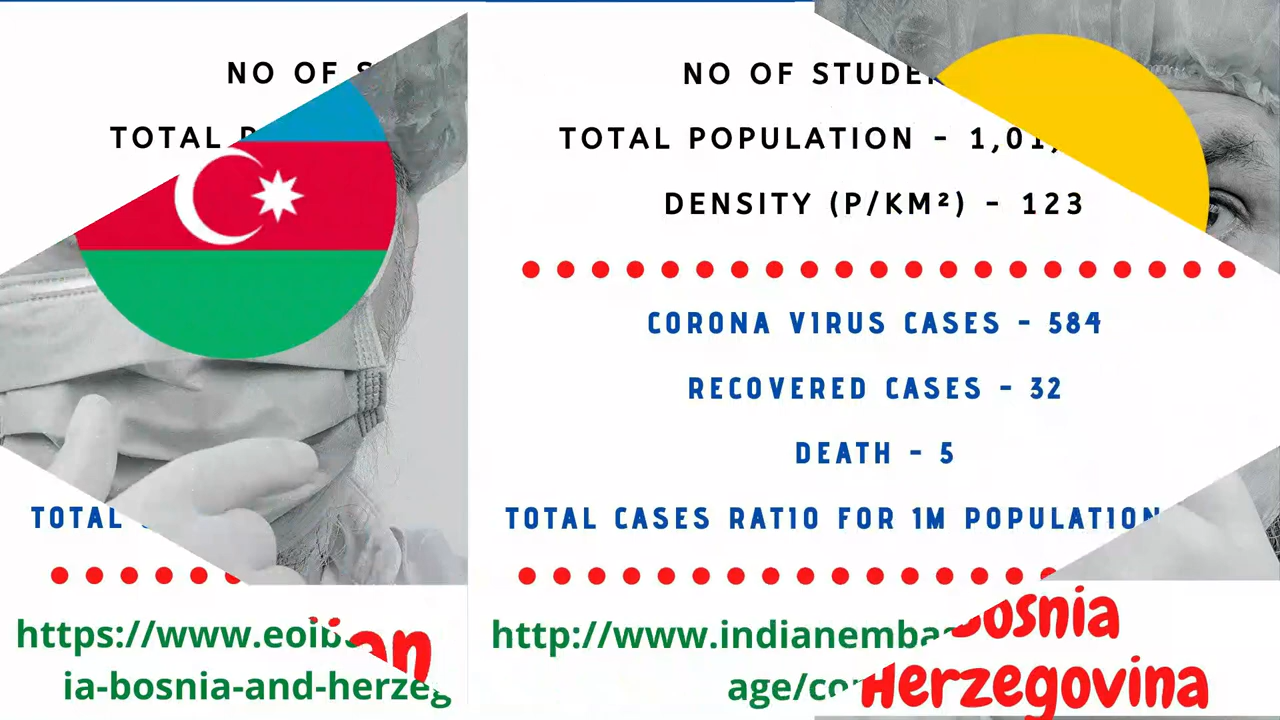 NO OF
TOTAL
TOTAL
https://www.eoib
ia-bosnia-and-herzeg
NO OF
TOTAL POPULATION - 1,01,
DENSITY (P/KM²) - 123
CORONA VIRUS CASES - 584
RECOVERED CASES - 32
DEATH - 5
TOTAL CASES RATIO FOR 1M POPULATION
http://www.indianemba
age/co
Bosnia
Herzegovina